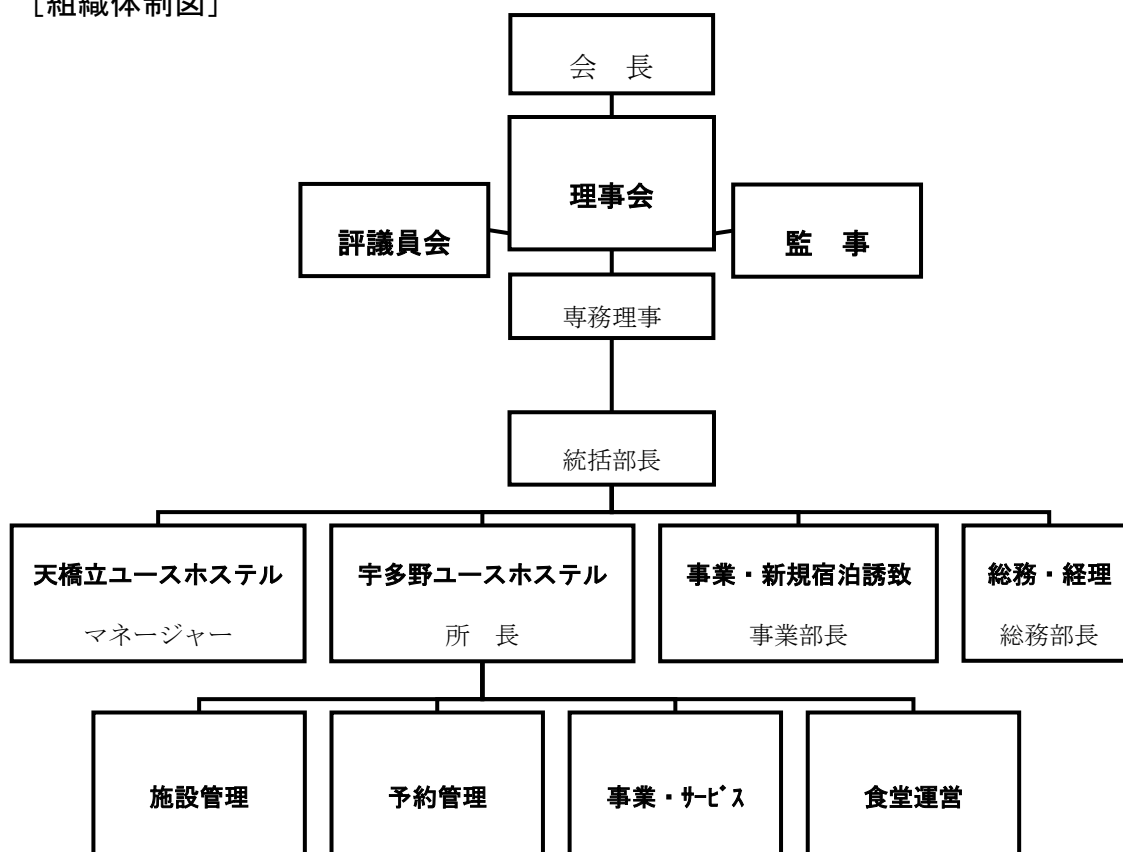 ［組織体制図］
会　長
理事会
評議員会
監　事
専務理事
統括部長
天橋立ユースホステル
マネージャー
宇多野ユースホステル
所　長
事業・新規宿泊誘致
事業部長
総務・経理
総務部長
施設管理
予約管理
事業・ｻｰﾋﾞｽ
食堂運営